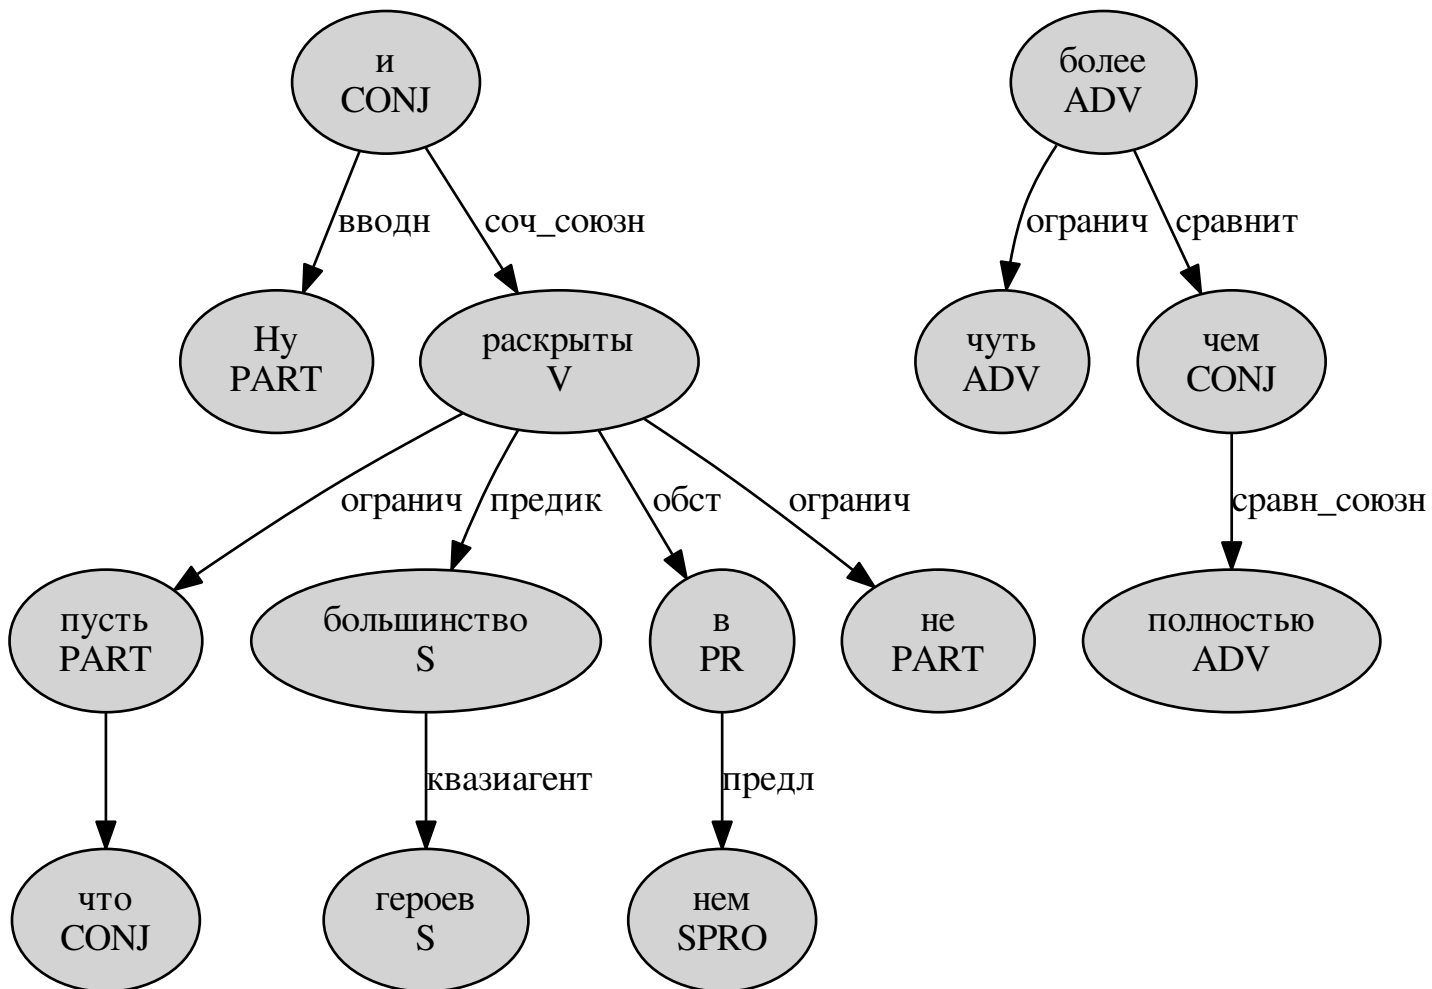 и
CONJ
более
ADV
вводн
соч_союзн
огранич
сравнит
Ну
PART
раскрыты
V
чуть
ADV
чем
CONJ
огранич
предик
обст
огранич
сравн_союзн
пусть
PART
большинство
S
в
PR
не
PART
полностью
ADV
квазиагент
предл
что
CONJ
героев
S
нем
SPRO